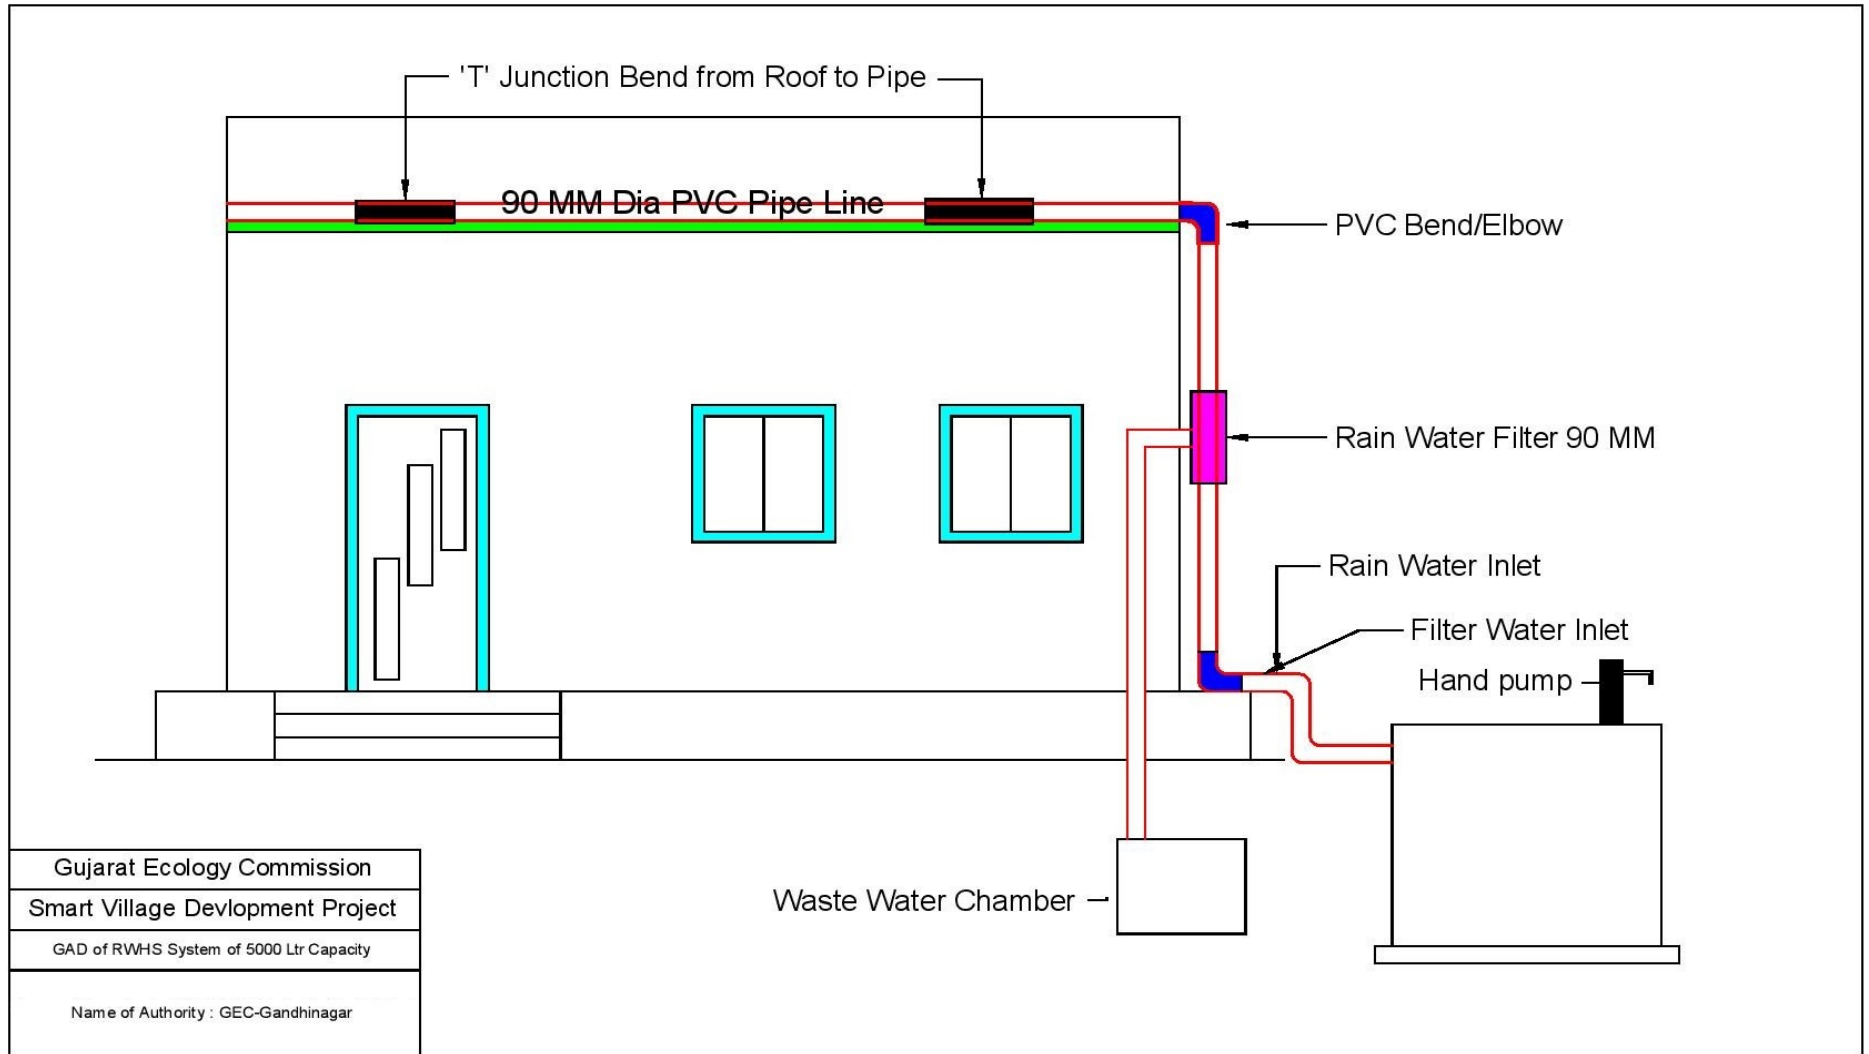 'T' Junction Bend from Roof to Pipe
90 MM Dia PVC Pipe Line
PVC Bend/Elbow
Rain Water Filter 90 MM
Rain Water Inlet
Filter Water Inlet
Hand pump
Waste Water Chamber
Gujarat Ecology Commission
Smart Village Devlopment Project
GAD of RWHS System of 5000 Ltr Capacity
Name of Authority : GEC-Gandhinagar